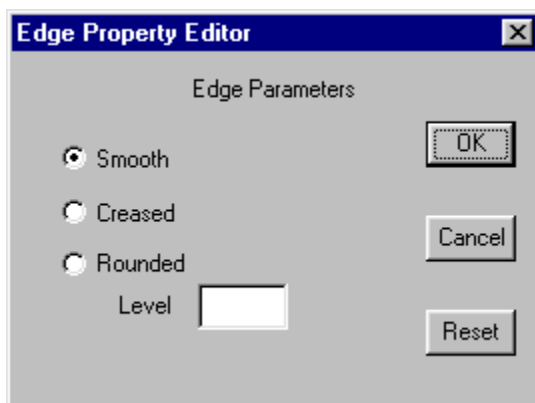 Edge Property Editor
Edge Parameters
Smooth
OK
Creased
Cancel
Rounded
Level
Reset